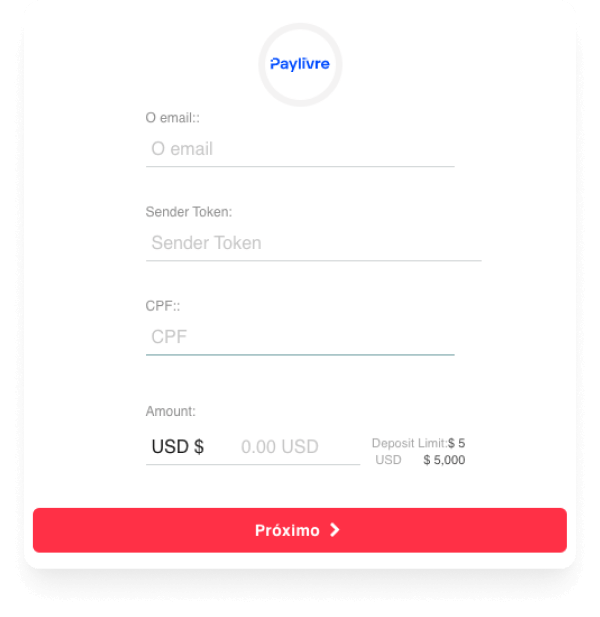 Paylivre
O email::
O email
Sender Token:
Sender Token
CPF::
CPF
Amount:
USD $ 0.00 USD Deposit Limit:$ 5
USD $ 5,000
Próximo